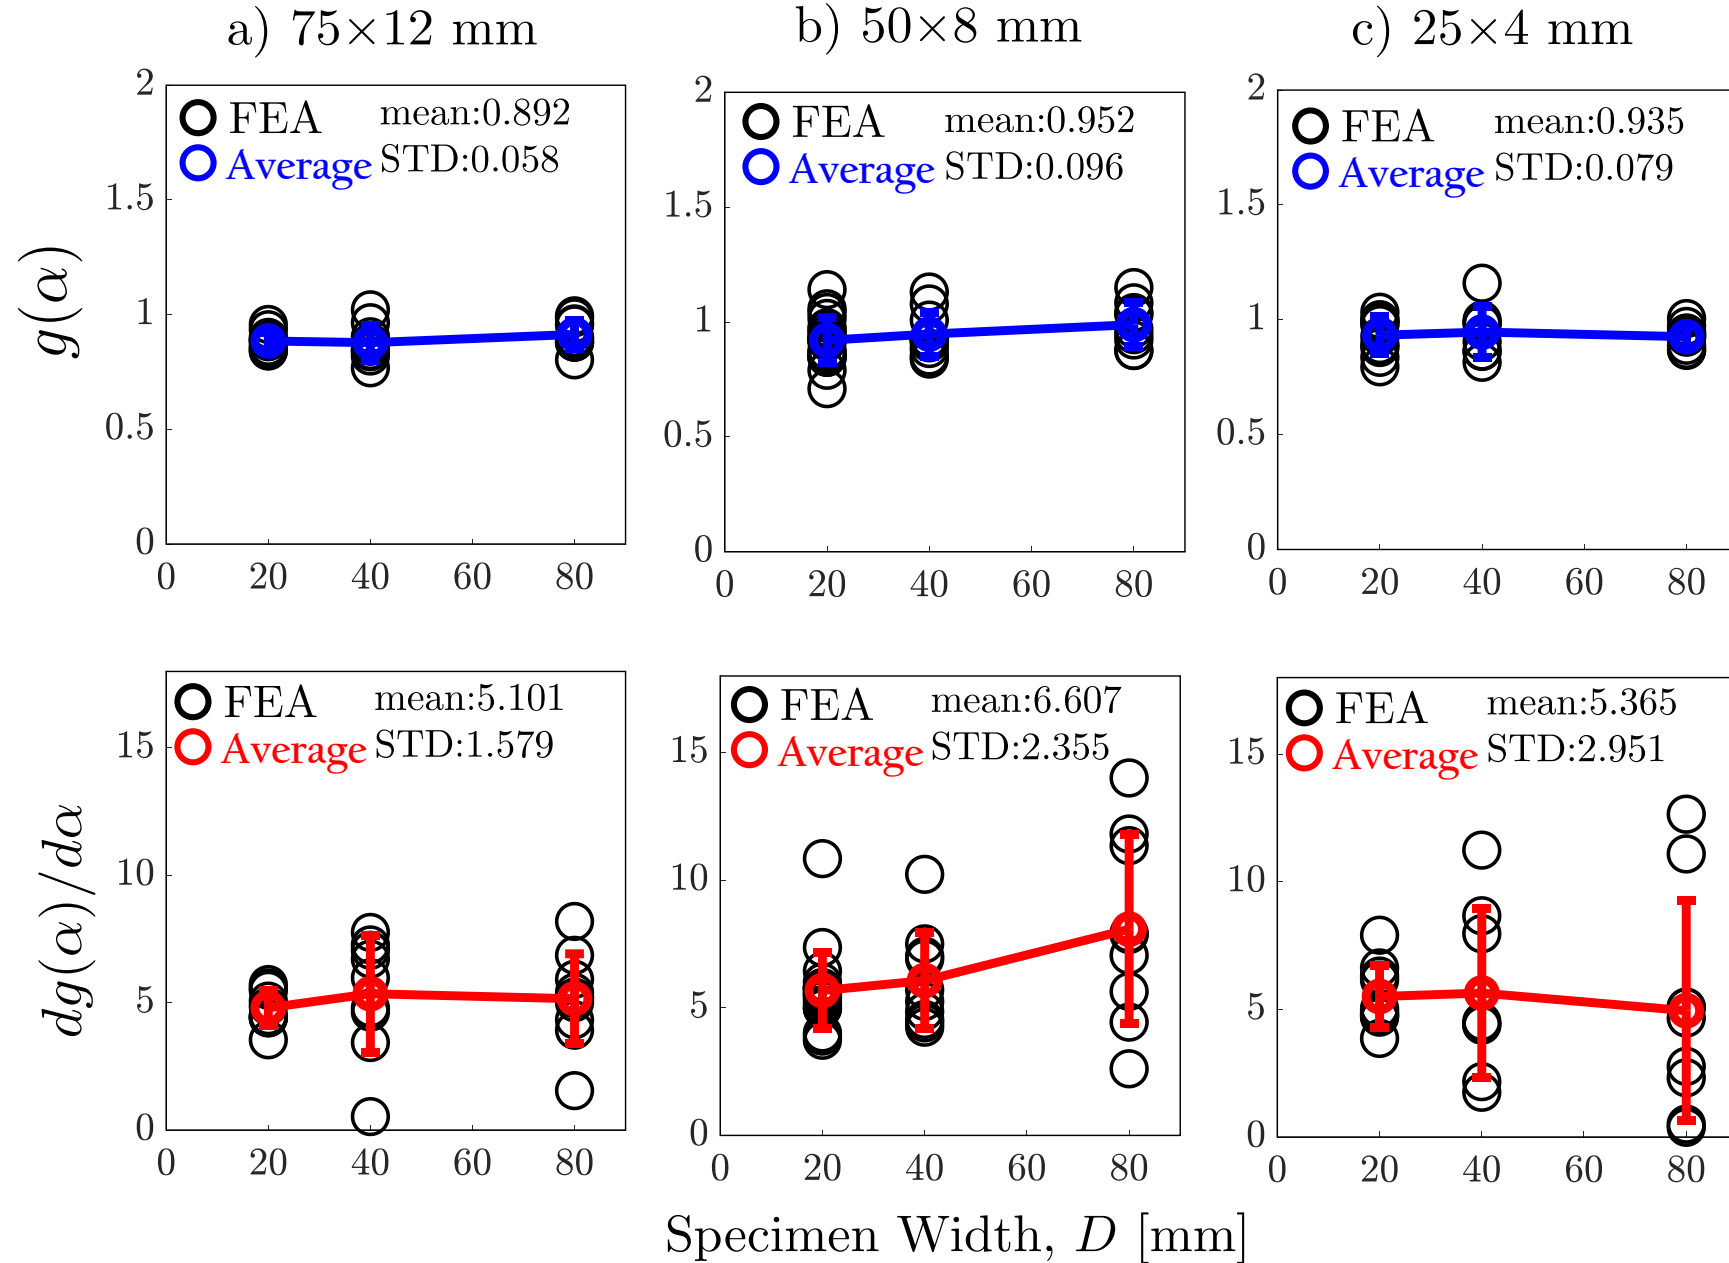 a) 75×12 mm
b) 50×8 mm
c) 25×4 mm
g(α)
2
1.5
1
0.5
0
FEA
Average
mean:0.892
STD:0.058
0 20 40 60 80
2
1.5
1
0.5
0
FEA
Average
mean:0.952
STD:0.096
0 20 40 60 80
2
1.5
1
0.5
0
FEA
Average
mean:0.935
STD:0.079
0 20 40 60 80
dg(α)/dα
15
10
5
0
FEA
Average
mean:5.101
STD:1.579
0 20 40 60 80
15
10
5
0
FEA
Average
mean:6.607
STD:2.355
0 20 40 60 80
15
10
5
0
FEA
Average
mean:5.365
STD:2.951
0 20 40 60 80
Specimen Width, D [mm]